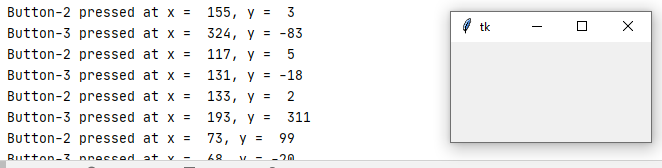 Button-2 pressed at x =  155, y =  3
Button-3 pressed at x =  324, y = -83
Button-2 pressed at x =  117, y =  5
Button-3 pressed at x =  131, y = -18
Button-2 pressed at x =  133, y =  2
Button-3 pressed at x =  193, y =  311
Button-2 pressed at x =  73, y =  99
Button-3 pressed at x =  68, y = -20
tk